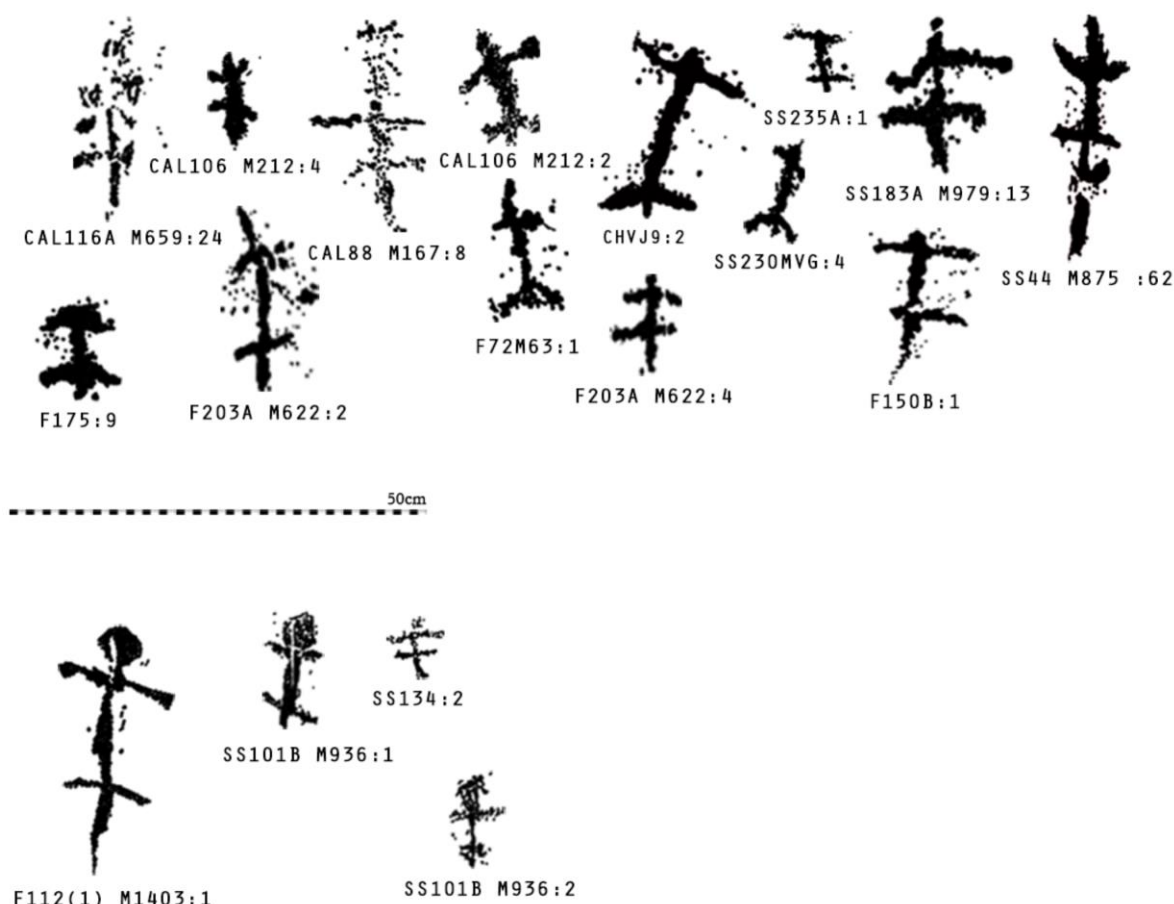 SS235A:1
CAL106 M212:4
CAL106 M212:2
SS183A M979:13
CAL116A M659:24
CAL88 M167:8
CHVJ9:2
SS230MVG:4
SS44 M875 :62
F72M63:1
F175:9
F203A M622:2
F203A M622:4
F150B:1
50cm
SS134:2
SS101B M936:1
SS101B M936:2
F112(1) M1403:1